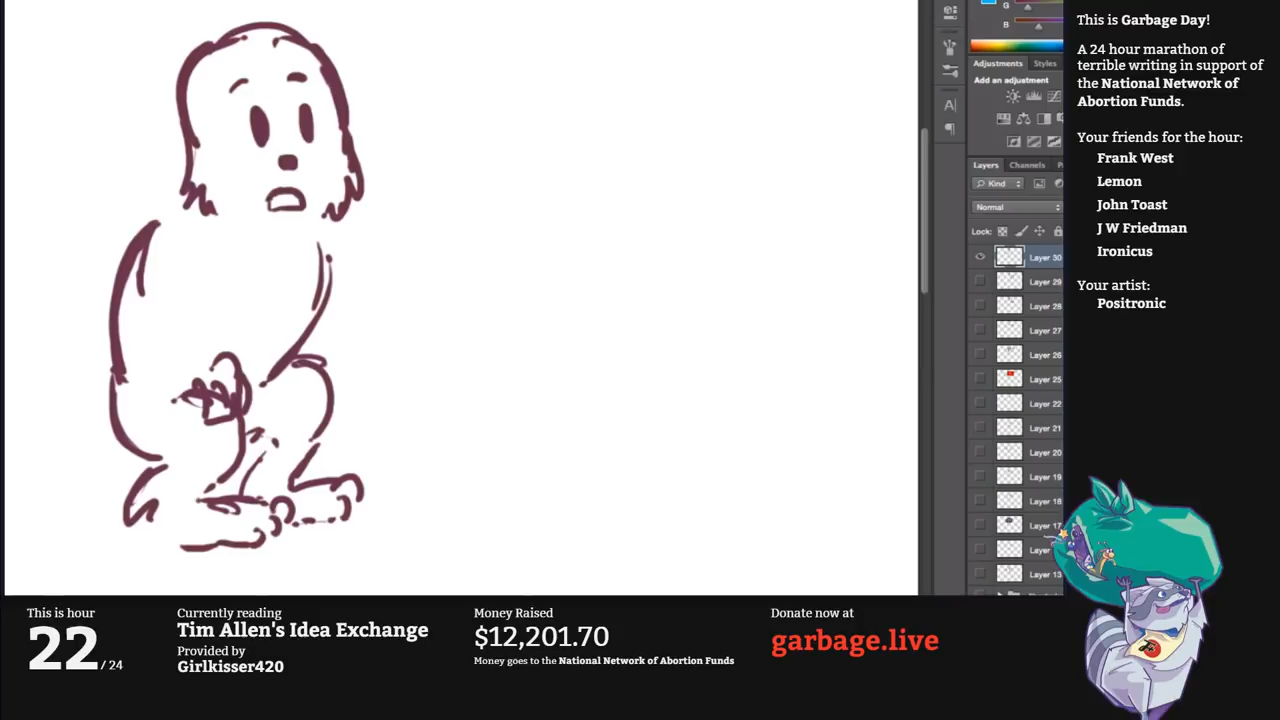 This is Garbage Day!
A 24 hour marathon of
terrible writing in support of
the National Network of
Abortion Funds.
Your friends for the hour:
Frank West
Lemon
John Toast
J W Friedman
Ironicus
Your artist:
Positronic
G
B
Adjustments Styles
Add an adjustment
Layers Channels
Kind
Normal
Lock:
Layer 30
Layer 29
Layer 28
Layer 27
Layer 26
Layer 25
Layer 22
Layer 21
Layer 20
Layer 19
Layer 18
Layer 17
Layer
Layer 13
This is hour
22 / 24
Currently reading
Tim Allen's Idea Exchange
Provided by
Girlkisser420
Money Raised
$12,201.70
Money goes to the National Network of Abortion Funds
Donate now at
garbage.live